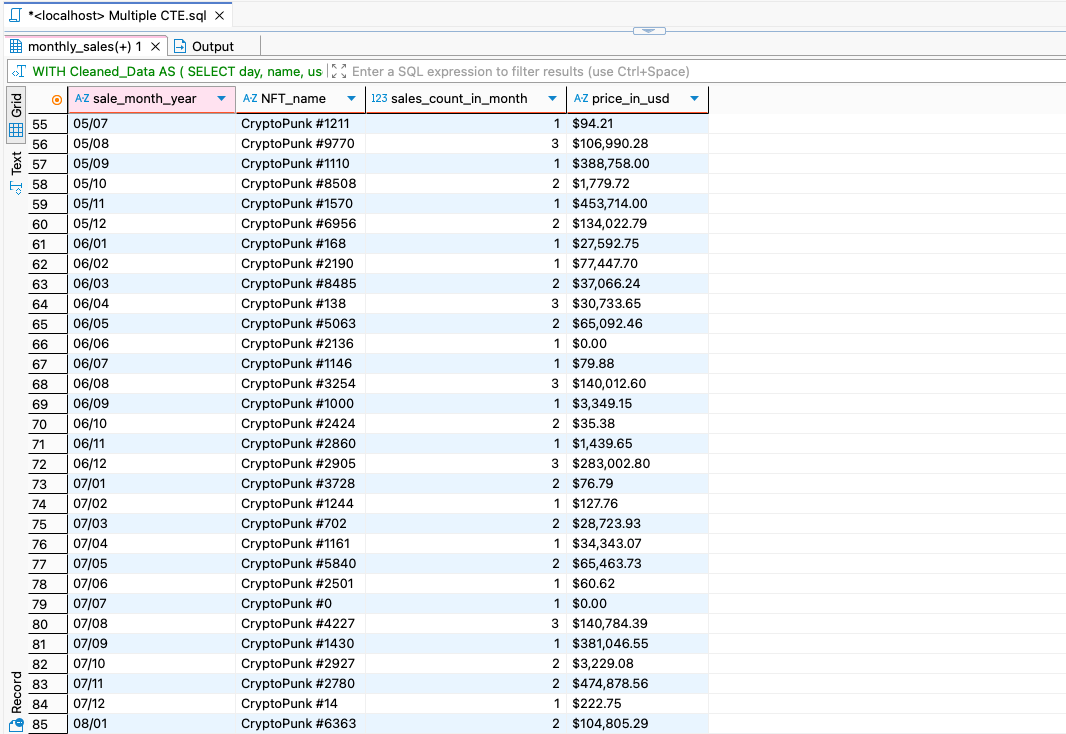 *<localhost> Multiple CTE.sql
monthly_sales(+) 1 Output
WITH Cleaned_Data AS ( SELECT day, name, us Enter a SQL expression to filter results (use Ctrl+Space)
Grid
Text
Record
A-Z sale_month_year A-Z NFT_name 123 sales_count_in_month A-Z price_in_usd
55 05/07 CryptoPunk #1211 1 $94.21
56 05/08 CryptoPunk #9770 3 $106,990.28
57 05/09 CryptoPunk #1110 1 $388,758.00
58 05/10 CryptoPunk #8508 2 $1,779.72
59 05/11 CryptoPunk #1570 1 $453,714.00
60 05/12 CryptoPunk #6956 2 $134,022.79
61 06/01 CryptoPunk #168 1 $27,592.75
62 06/02 CryptoPunk #2190 1 $77,447.70
63 06/03 CryptoPunk #8485 2 $37,066.24
64 06/04 CryptoPunk #138 3 $30,733.65
65 06/05 CryptoPunk #5063 2 $65,092.46
66 06/06 CryptoPunk #2136 1 $0.00
67 06/07 CryptoPunk #1146 1 $79.88
68 06/08 CryptoPunk #3254 3 $140,012.60
69 06/09 CryptoPunk #1000 1 $3,349.15
70 06/10 CryptoPunk #2424 2 $35.38
71 06/11 CryptoPunk #2860 1 $1,439.65
72 06/12 CryptoPunk #2905 3 $283,002.80
73 07/01 CryptoPunk #3728 2 $76.79
74 07/02 CryptoPunk #1244 1 $127.76
75 07/03 CryptoPunk #702 2 $28,723.93
76 07/04 CryptoPunk #1161 1 $34,343.07
77 07/05 CryptoPunk #5840 2 $65,463.73
78 07/06 CryptoPunk #2501 1 $60.62
79 07/07 CryptoPunk #0 1 $0.00
80 07/08 CryptoPunk #4227 3 $140,784.39
81 07/09 CryptoPunk #1430 1 $381,046.55
82 07/10 CryptoPunk #2927 2 $3,229.08
83 07/11 CryptoPunk #2780 2 $474,878.56
84 07/12 CryptoPunk #14 1 $222.75
85 08/01 CryptoPunk #6363 2 $104,805.29